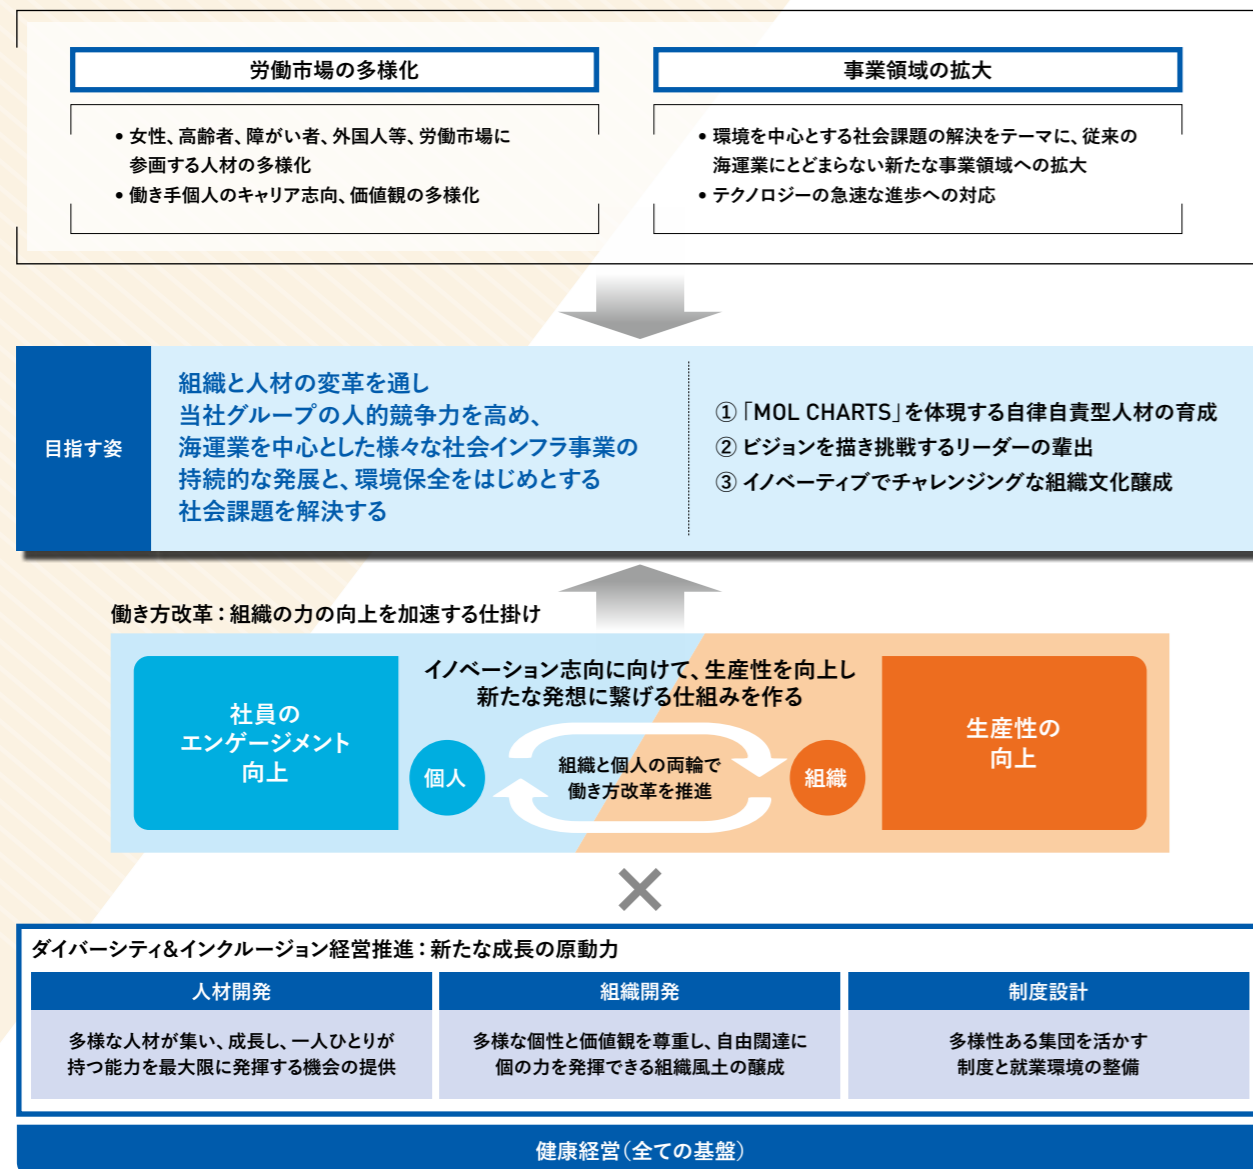 労働市場の多様化
• 女性、高齢者、障がい者、外国人等、労働市場に
参画する人材の多様化
• 働き手個人のキャリア志向、価値観の多様化
事業領域の拡大
• 環境を中心とする社会課題の解決をテーマに、従来の
海運業にとどまらない新たな事業領域への拡大
• テクノロジーの急速な進歩への対応
目指す姿
組織と人材の変革を通し
当社グループの人的競争力を高め、
海運業を中心とした様々な社会インフラ事業の
持続的な発展と、環境保全をはじめとする
社会課題を解決する
①「MOL CHARTS」を体現する自律自責型人材の育成
② ビジョンを描き挑戦するリーダーの輩出
③ イノベーティブでチャレンジングな組織文化醸成
働き方改革：組織の力の向上を加速する仕掛け
イノベーション志向に向けて、生産性を向上し
新たな発想に繋げる仕組みを作る
社員の
エンゲージメント
向上
個人
組織と個人の両輪で
働き方改革を推進
組織
生産性の
向上
×
ダイバーシティ&インクルージョン経営推進：新たな成長の原動力
人材開発
多様な人材が集い、成長し、一人ひとりが
持つ能力を最大限に発揮する機会の提供
組織開発
多様な個性と価値観を尊重し、自由闊達に
個の力を発揮できる組織風土の醸成
制度設計
多様性ある集団を活かす
制度と就業環境の整備
健康経営（全ての基盤）